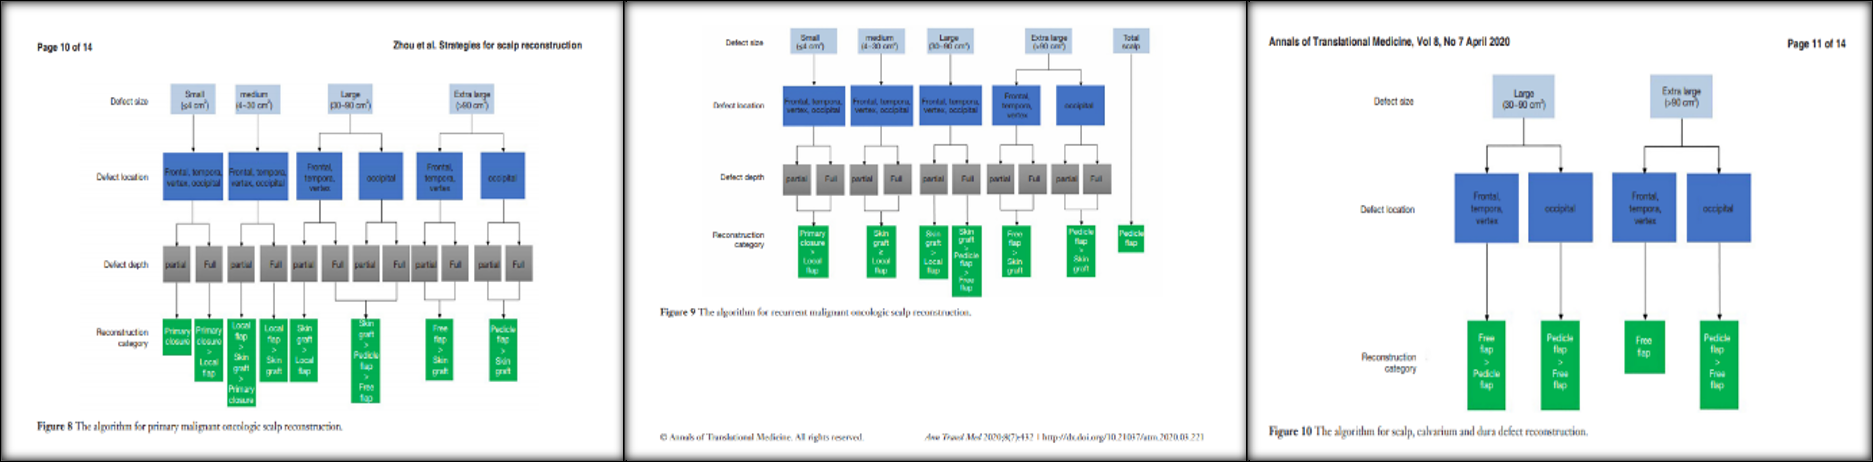 Page 10 of 14
Zhou et al. Strategies for scalp reconstruction
Defect size
Small
(≤4 cm²)
medium
(4–30 cm²)
Large
(30–90 cm²)
Extra large
(>90 cm²)
Defect location
Frontal, tempora,
vertex, occipital
Frontal, tempora,
vertex, occipital
Frontal,
tempora,
vertex
occipital
Frontal,
tempora,
vertex
occipital
Defect depth
partial
Full
partial
Full
partial
Full
partial
Full
partial
Full
partial
Full
Reconstruction
category
Primary
closure
Primary
closure
>
Local
flap
Local
flap
>
Skin
graft
>
Primary
closure
Local
flap
>
Skin
graft
Skin
graft
>
Local
flap
Skin
graft
>
Pedicle
flap
>
Free
flap
Free
flap
>
Skin
graft
Pedicle
flap
>
Skin
graft
Figure 8 The algorithm for primary malignant oncologic scalp reconstruction.
Defect size
Small
(≤4 cm²)
medium
(4–30 cm²)
Large
(30–90 cm²)
Extra large
(>90 cm²)
Total
scalp
Defect location
Frontal, tempora,
vertex, occipital
Frontal, tempora,
vertex, occipital
Frontal, tempora,
vertex, occipital
Frontal,
tempora,
vertex
occipital
Defect depth
partial
Full
partial
Full
partial
Full
partial
Full
partial
Full
Reconstruction
category
Primary
closure
>
Local
flap
Skin
graft
≥
Local
flap
Skin
graft
>
Local
flap
Skin
graft
>
Pedicle
flap
>
Free
flap
Free
flap
>
Skin
graft
Pedicle
flap
>
Skin
graft
Pedicle
flap
Figure 9 The algorithm for recurrent malignant oncologic scalp reconstruction.
© Annals of Translational Medicine. All rights reserved.
Ann Transl Med 2020;8(7):432 | http://dx.doi.org/10.21037/atm.2020.03.221
Annals of Translational Medicine, Vol 8, No 7 April 2020
Page 11 of 14
Defect size
Large
(30–90 cm²)
Extra large
(>90 cm²)
Defect location
Frontal,
tempora,
vertex
occipital
Frontal,
tempora,
vertex
occipital
Reconstruction
category
Free
flap
>
Pedicle
flap
Pedicle
flap
>
Free
flap
Free
flap
Pedicle
flap
>
Free
flap
Figure 10 The algorithm for scalp, calvarium and dura defect reconstruction.